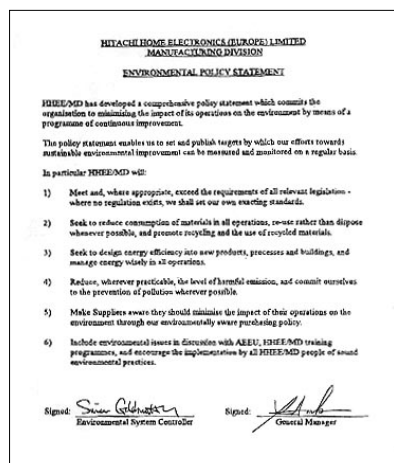 HITACHI HOME ELECTRONICS (EUROPE) LIMITED
MANUFACTURING DIVISION
ENVIRONMENTAL POLICY STATEMENT
HHEE/MD has developed a comprehensive policy statement which commits the
organisation to minimising the impact of its operations on the environment by means of a
programme of continuous improvement.
The policy statement enables us to set and publish targets by which our efforts towards
sustainable environmental improvement can be measured and monitored on a regular basis.
In particular HHEE/MD will:
1) Meet and, where appropriate, exceed the requirements of all relevant legislation -
where no regulation exists, we shall set our own exacting standards.
2) Seek to reduce consumption of materials in all operations, re-use rather than dispose
whenever possible, and promote recycling and the use of recycled materials.
3) Seek to design energy efficiency into new products, processes and buildings, and
manage energy wisely in all operations.
4) Reduce, wherever practicable, the level of harmful emission, and commit ourselves
to the prevention of pollution wherever possible.
5) Make Suppliers aware they should minimise the impact of their operations on the
environment through our environmentally aware purchasing policy.
6) Include environmental issues in discussion with AEEU, HHEE/MD training
programmes, and encourage the implementation by all HHEE/MD people of sound
environmental practices.
Signed: Signed:
Environmental System Controller General Manager